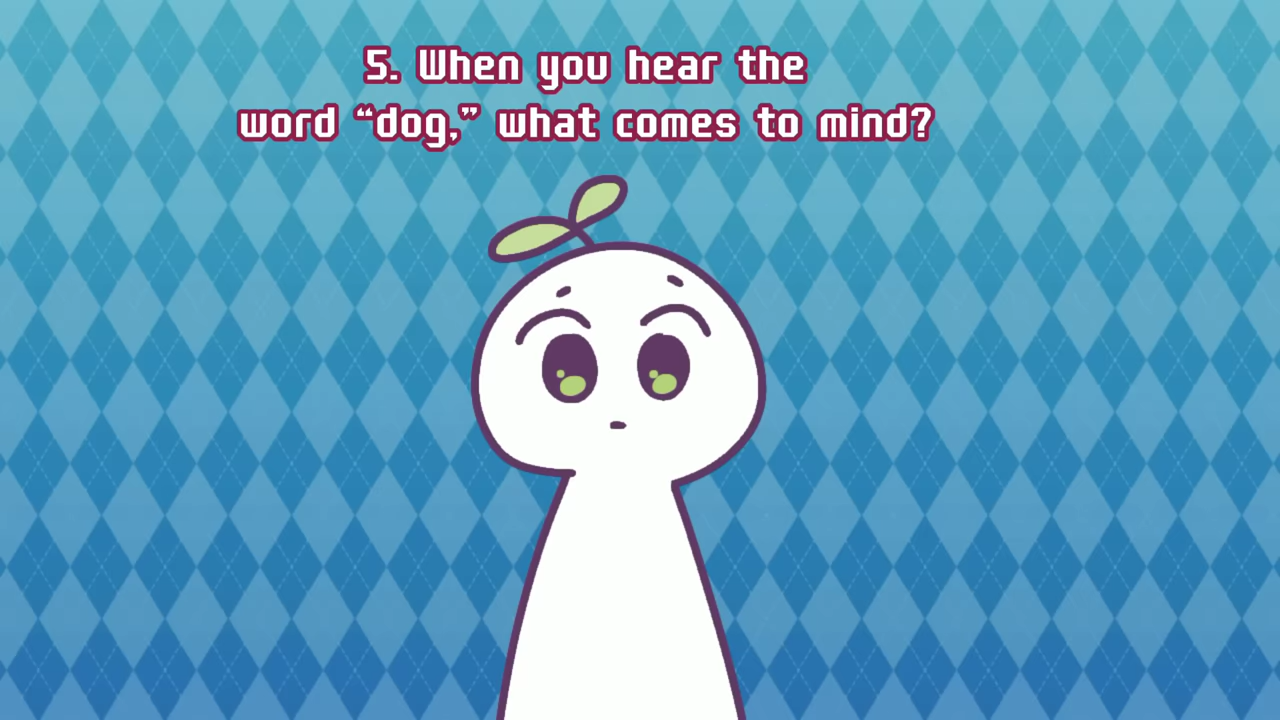 5. When you hear the
word “dog,” what comes to mind?